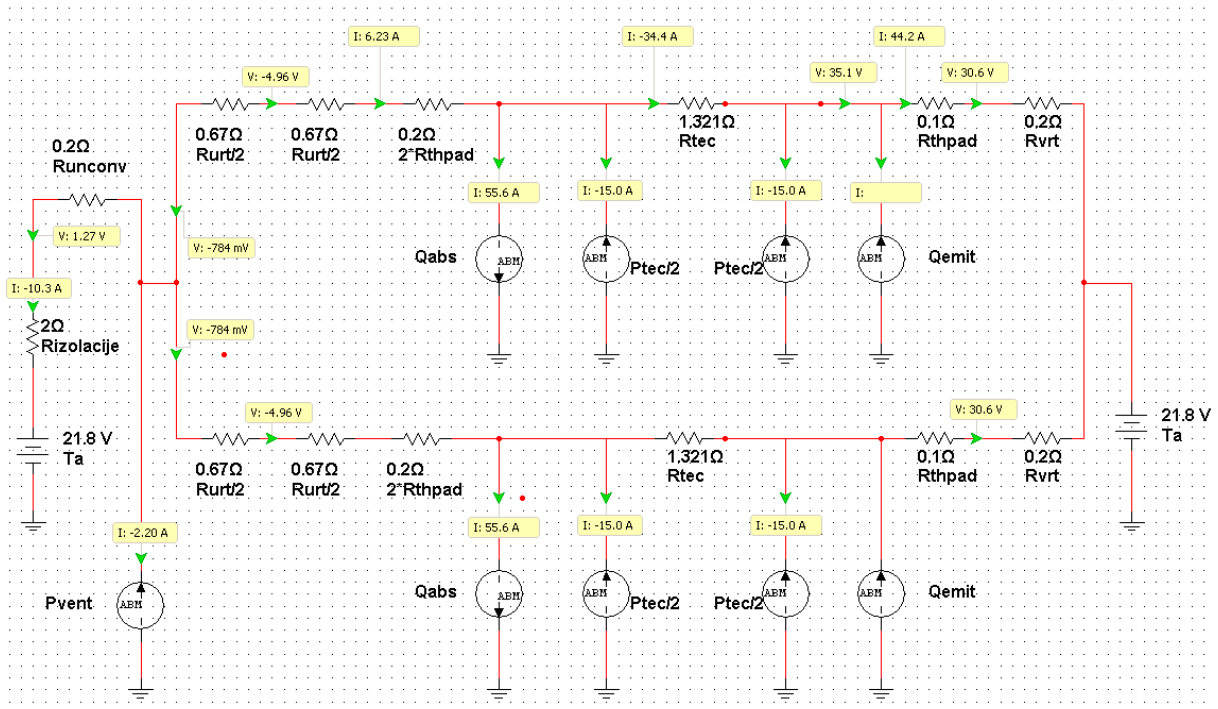 I: 6.23 A
I: -34.4 A
I: 44.2 A
V: -4.96 V
V: 35.1 V
V: 30.6 V
0.67Ω
Rurt/2
0.67Ω
Rurt/2
0.2Ω
2*Rthpad
1.321Ω
Rtec
0.1Ω
Rthpad
0.2Ω
Rvrt
0.2Ω
Runconv
I: 55.6 A
I: -15.0 A
I: -15.0 A
I:
V: 1.27 V
V: -784 mV
Qabs
ABM
ABM
Ptec/2
Ptec/2
ABM
ABM
Qemit
I: -10.3 A
2Ω
Rizolacije
V: -784 mV
V: -4.96 V
V: 30.6 V
21.8 V
Ta
21.8 V
Ta
0.67Ω
Rurt/2
0.67Ω
Rurt/2
0.2Ω
2*Rthpad
1.321Ω
Rtec
0.1Ω
Rthpad
0.2Ω
Rvrt
I: -2.20 A
I: 55.6 A
I: -15.0 A
I: -15.0 A
Pvent
ABM
Qabs
ABM
ABM
Ptec/2
Ptec/2
ABM
ABM
Qemit